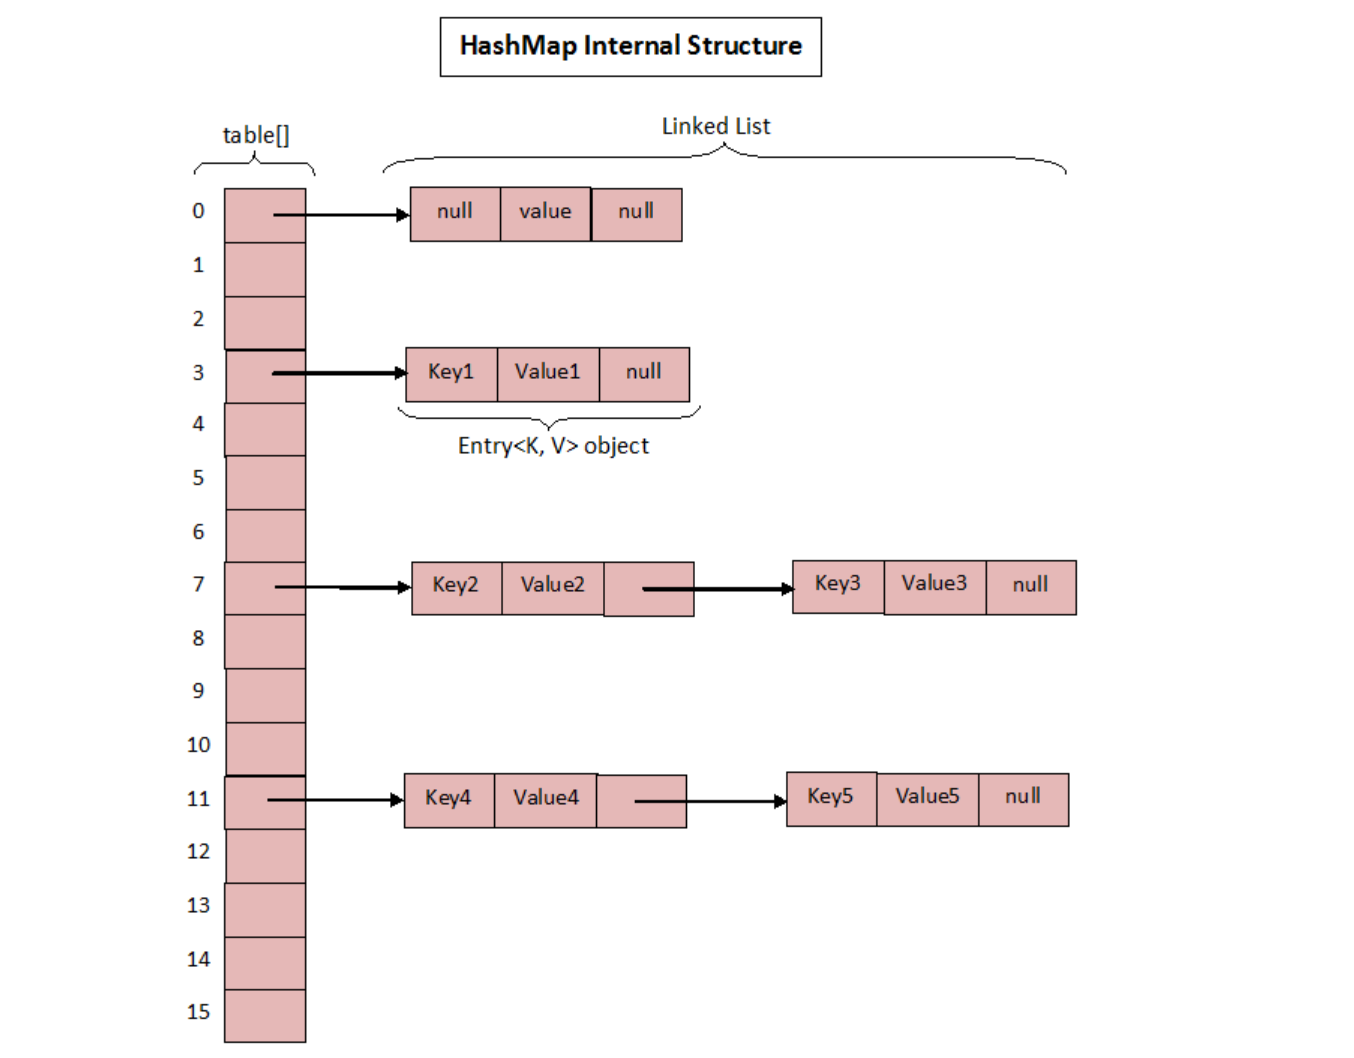 HashMap Internal Structure
table[]
Linked List
0
null value null
1
2
3
Key1 Value1 null
4
Entry<K, V> object
5
6
7
Key2 Value2
Key3 Value3 null
8
9
10
11
Key4 Value4
Key5 Value5 null
12
13
14
15